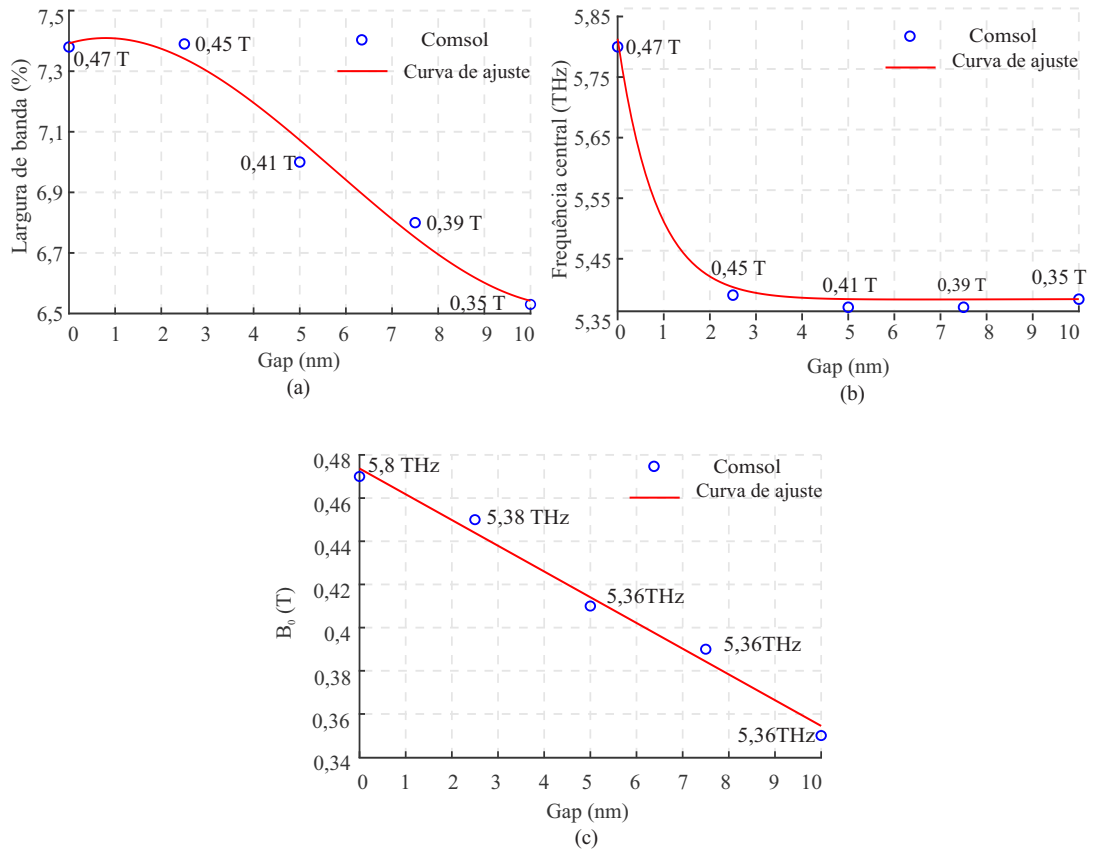 7,5
7,3
7,1
6,9
6,7
6,5
Largura de banda (%)
0,47 T
0,45 T
0,41 T
0,39 T
0,35 T
Comsol
Curva de ajuste
0 1 2 3 4 5 6 7 8 9 10
Gap (nm)
(a)
5,85
5,75
5,65
5,55
5,45
5,35
Frequência central (THz)
0,47 T
0,45 T
0,41 T
0,39 T
0,35 T
Comsol
Curva de ajuste
0 1 2 3 4 5 6 7 8 9 10
Gap (nm)
(b)
0,48
0,46
0,44
0,42
0,4
0,38
0,36
0,34
B₀ (T)
5,8 THz
5,38 THz
5,36THz
5,36THz
5,36THz
Comsol
Curva de ajuste
0 1 2 3 4 5 6 7 8 9 10
Gap (nm)
(c)